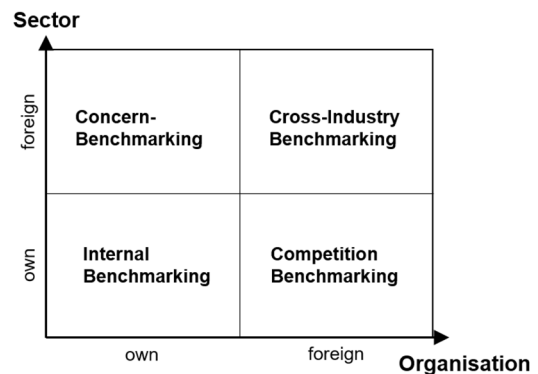 Sector
foreign
Concern-
Benchmarking
Cross-Industry
Benchmarking
own
Internal
Benchmarking
Competition
Benchmarking
own
foreign
Organisation